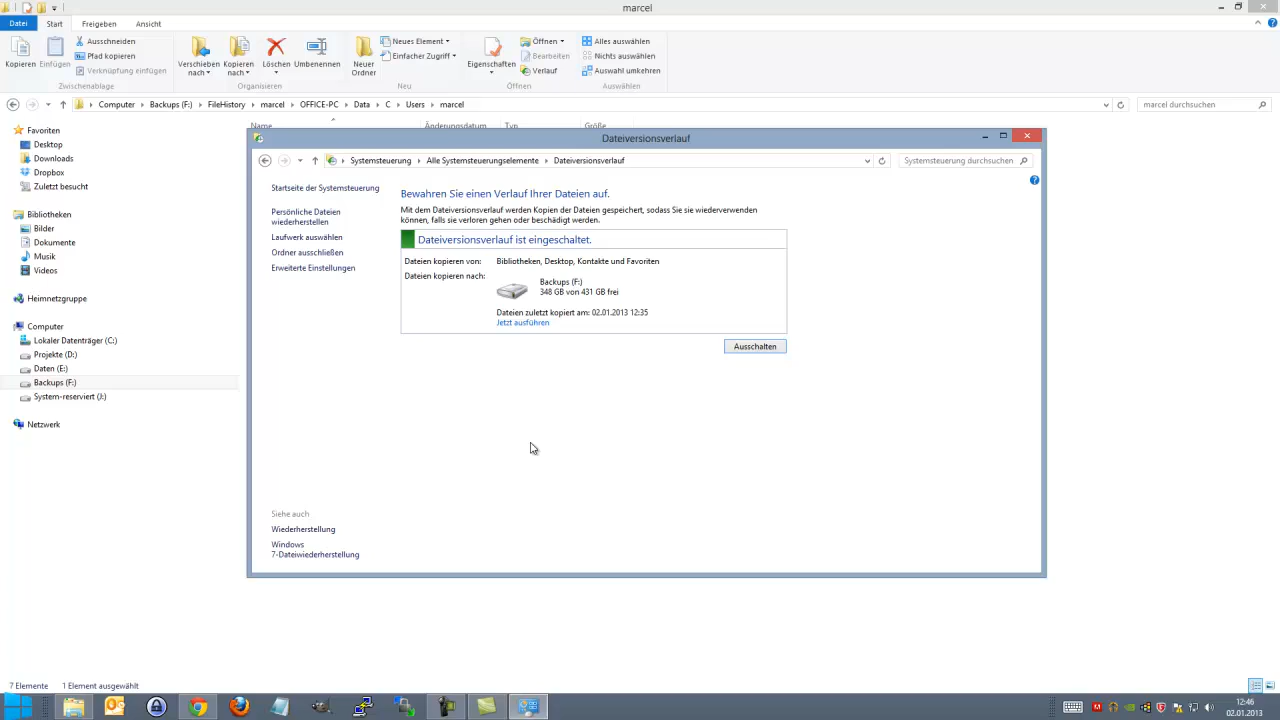 marcel
Datei Start Freigeben Ansicht
Kopieren
Einfügen
Ausschneiden
Pfad kopieren
Verknüpfung einfügen
Zwischenablage
Verschieben nach
Kopieren nach
Löschen
Umbenennen
Organisieren
Neuer Ordner
Neues Element
Einfacher Zugriff
Neu
Eigenschaften
Öffnen
Bearbeiten
Verlauf
Öffnen
Alles auswählen
Nichts auswählen
Auswahl umkehren
Auswählen
Computer Backups (F:) FileHistory marcel OFFICE-PC Data C Users marcel
marcel durchsuchen
Name Änderungsdatum Typ Größe
Favoriten
Desktop
Downloads
Dropbox
Zuletzt besucht
Bibliotheken
Bilder
Dokumente
Musik
Videos
Heimnetzgruppe
Computer
Lokaler Datenträger (C:)
Projekte (D:)
Daten (E:)
Backups (F:)
System-reserviert (J:)
Netzwerk
Dateiversionsverlauf
Systemsteuerung Alle Systemsteuerungselemente Dateiversionsverlauf
Systemsteuerung durchsuchen
Startseite der Systemsteuerung
Persönliche Dateien
wiederherstellen
Laufwerk auswählen
Ordner ausschließen
Erweiterte Einstellungen
Bewahren Sie einen Verlauf Ihrer Dateien auf.
Mit dem Dateiversionsverlauf werden Kopien der Dateien gespeichert, sodass Sie sie wiederverwenden
können, falls sie verloren gehen oder beschädigt werden.
Dateiversionsverlauf ist eingeschaltet.
Dateien kopieren von: Bibliotheken, Desktop, Kontakte und Favoriten
Dateien kopieren nach:
Backups (F:)
348 GB von 431 GB frei
Dateien zuletzt kopiert am: 02.01.2013 12:35
Jetzt ausführen
Ausschalten
Siehe auch
Wiederherstellung
Windows
7-Dateiwiederherstellung
7 Elemente 1 Element ausgewählt
12:46
02.01.2013